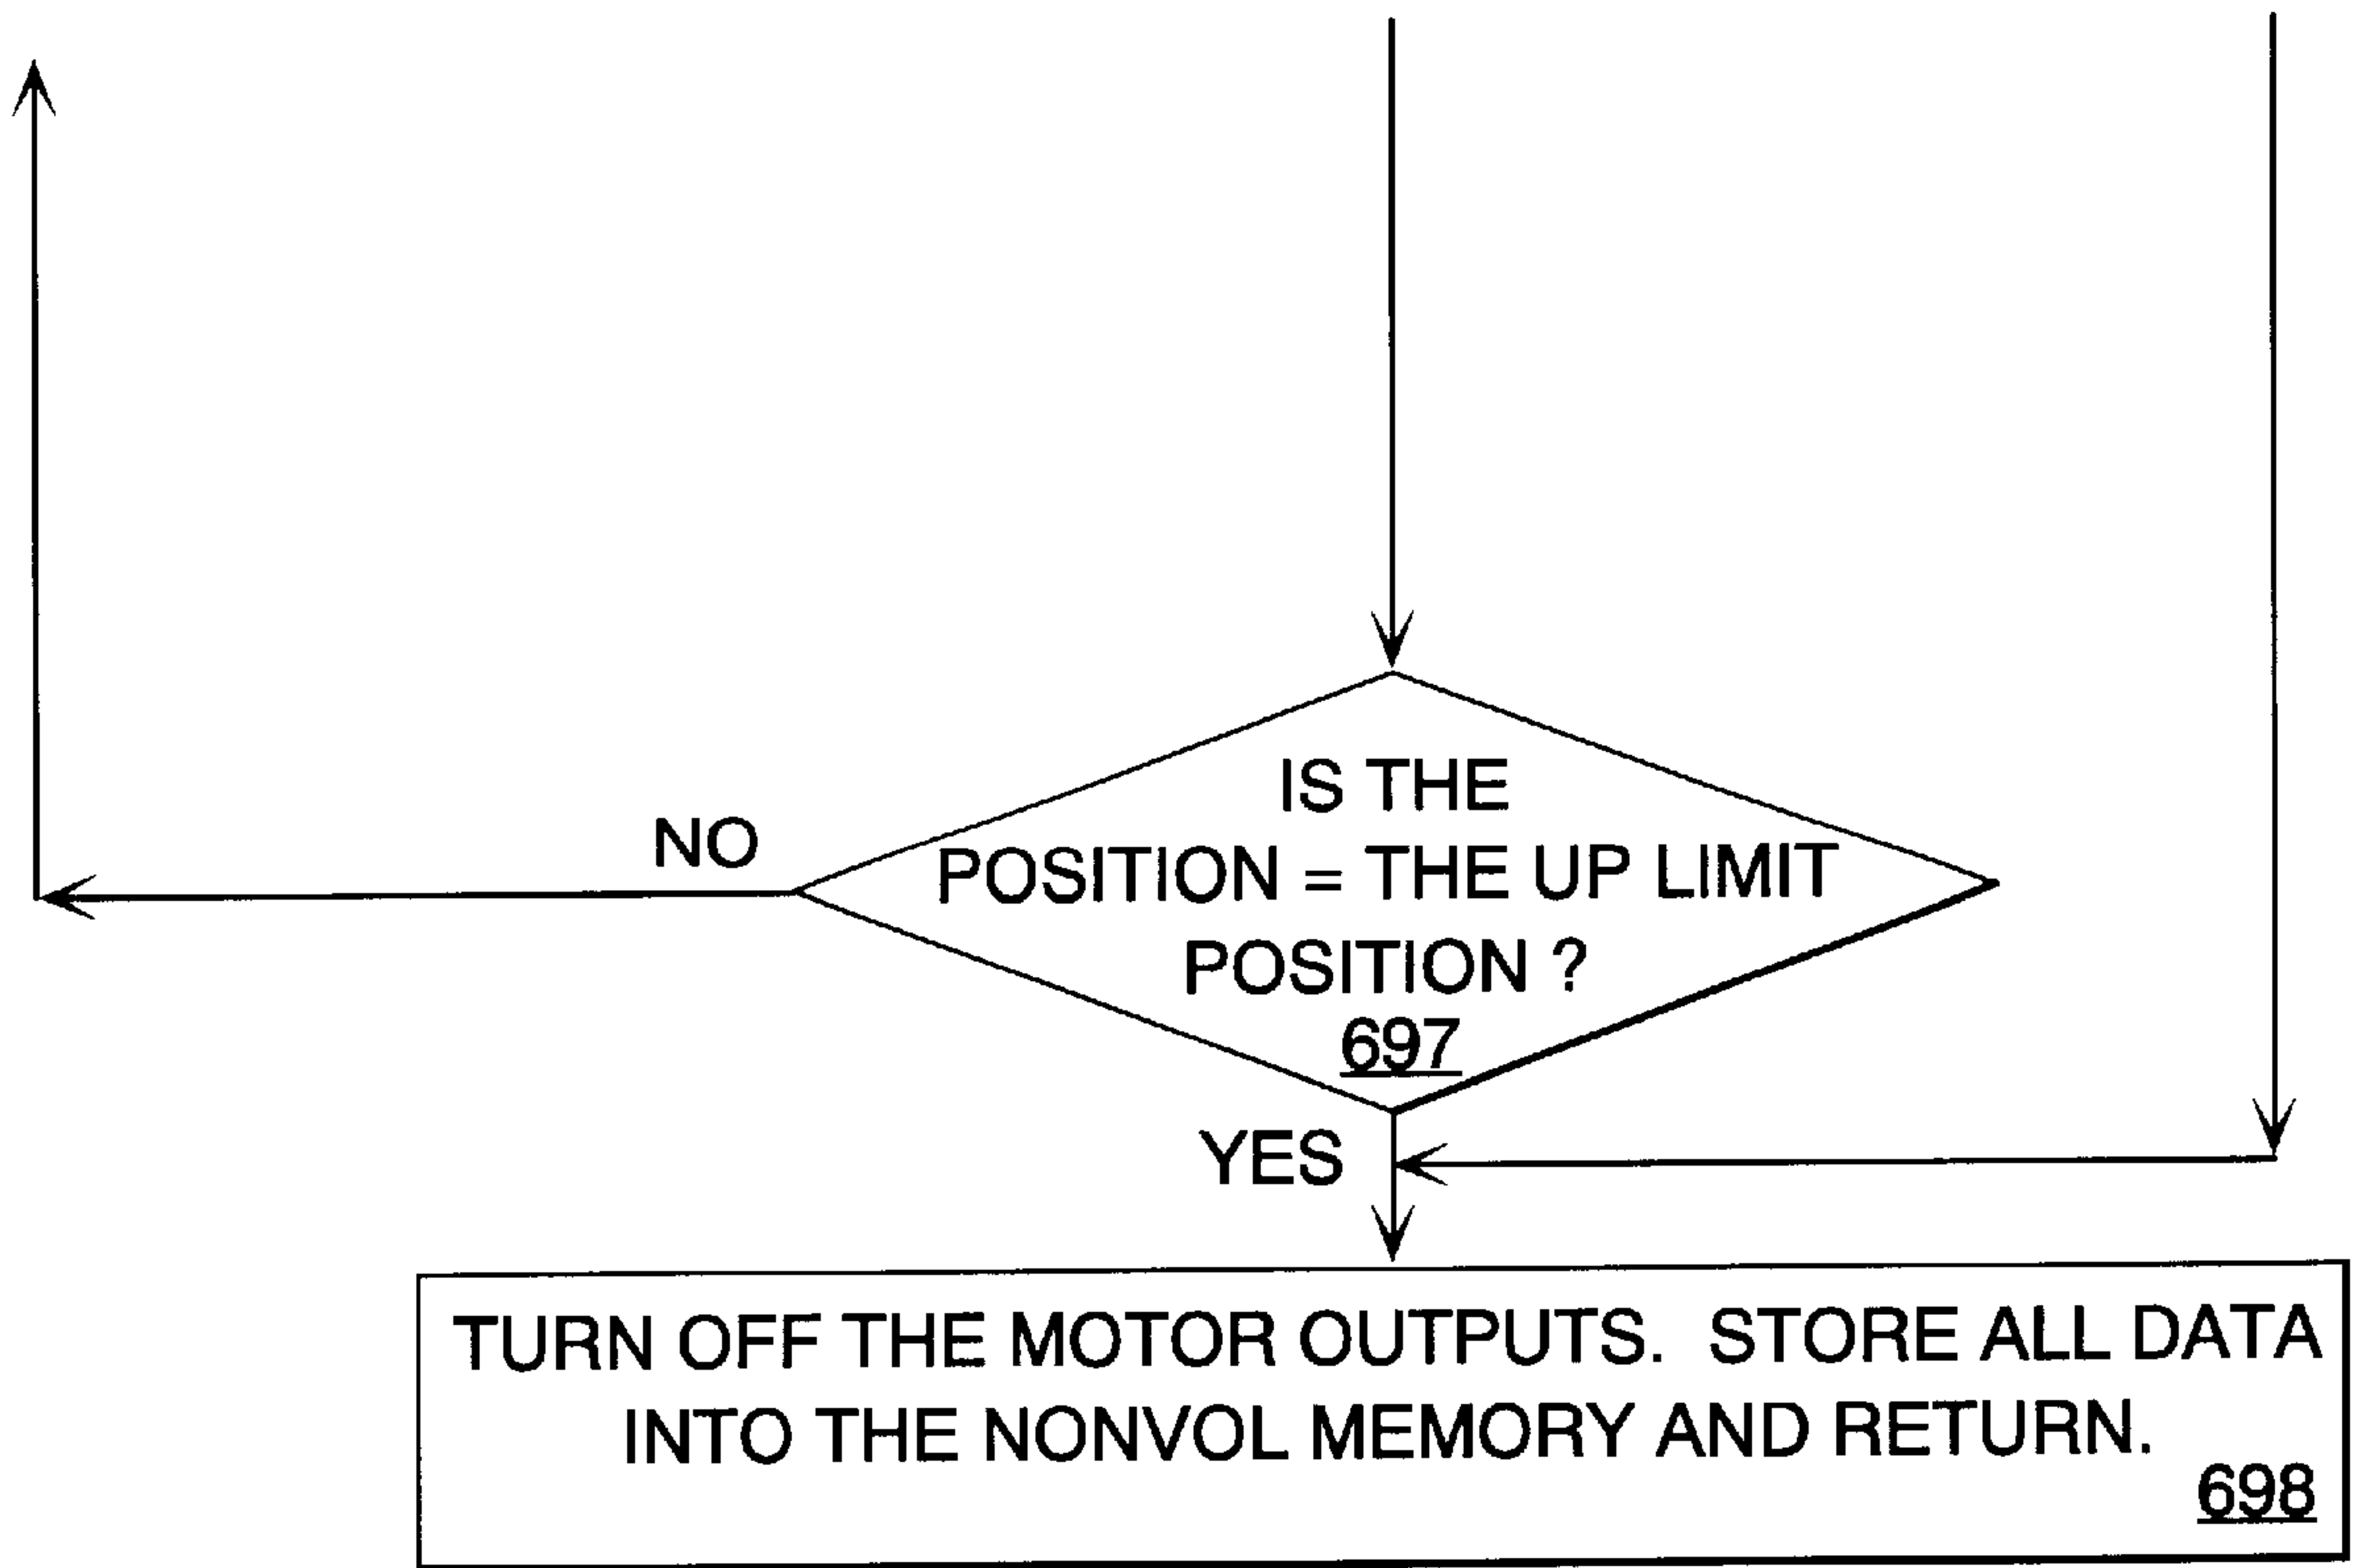 IS THE
NO
POSITION = THE UP LIMIT
POSITION ?
697
YES
TURN OFF THE MOTOR OUTPUTS. STORE ALL DATA
INTO THE NONVOL MEMORY AND RETURN.
698